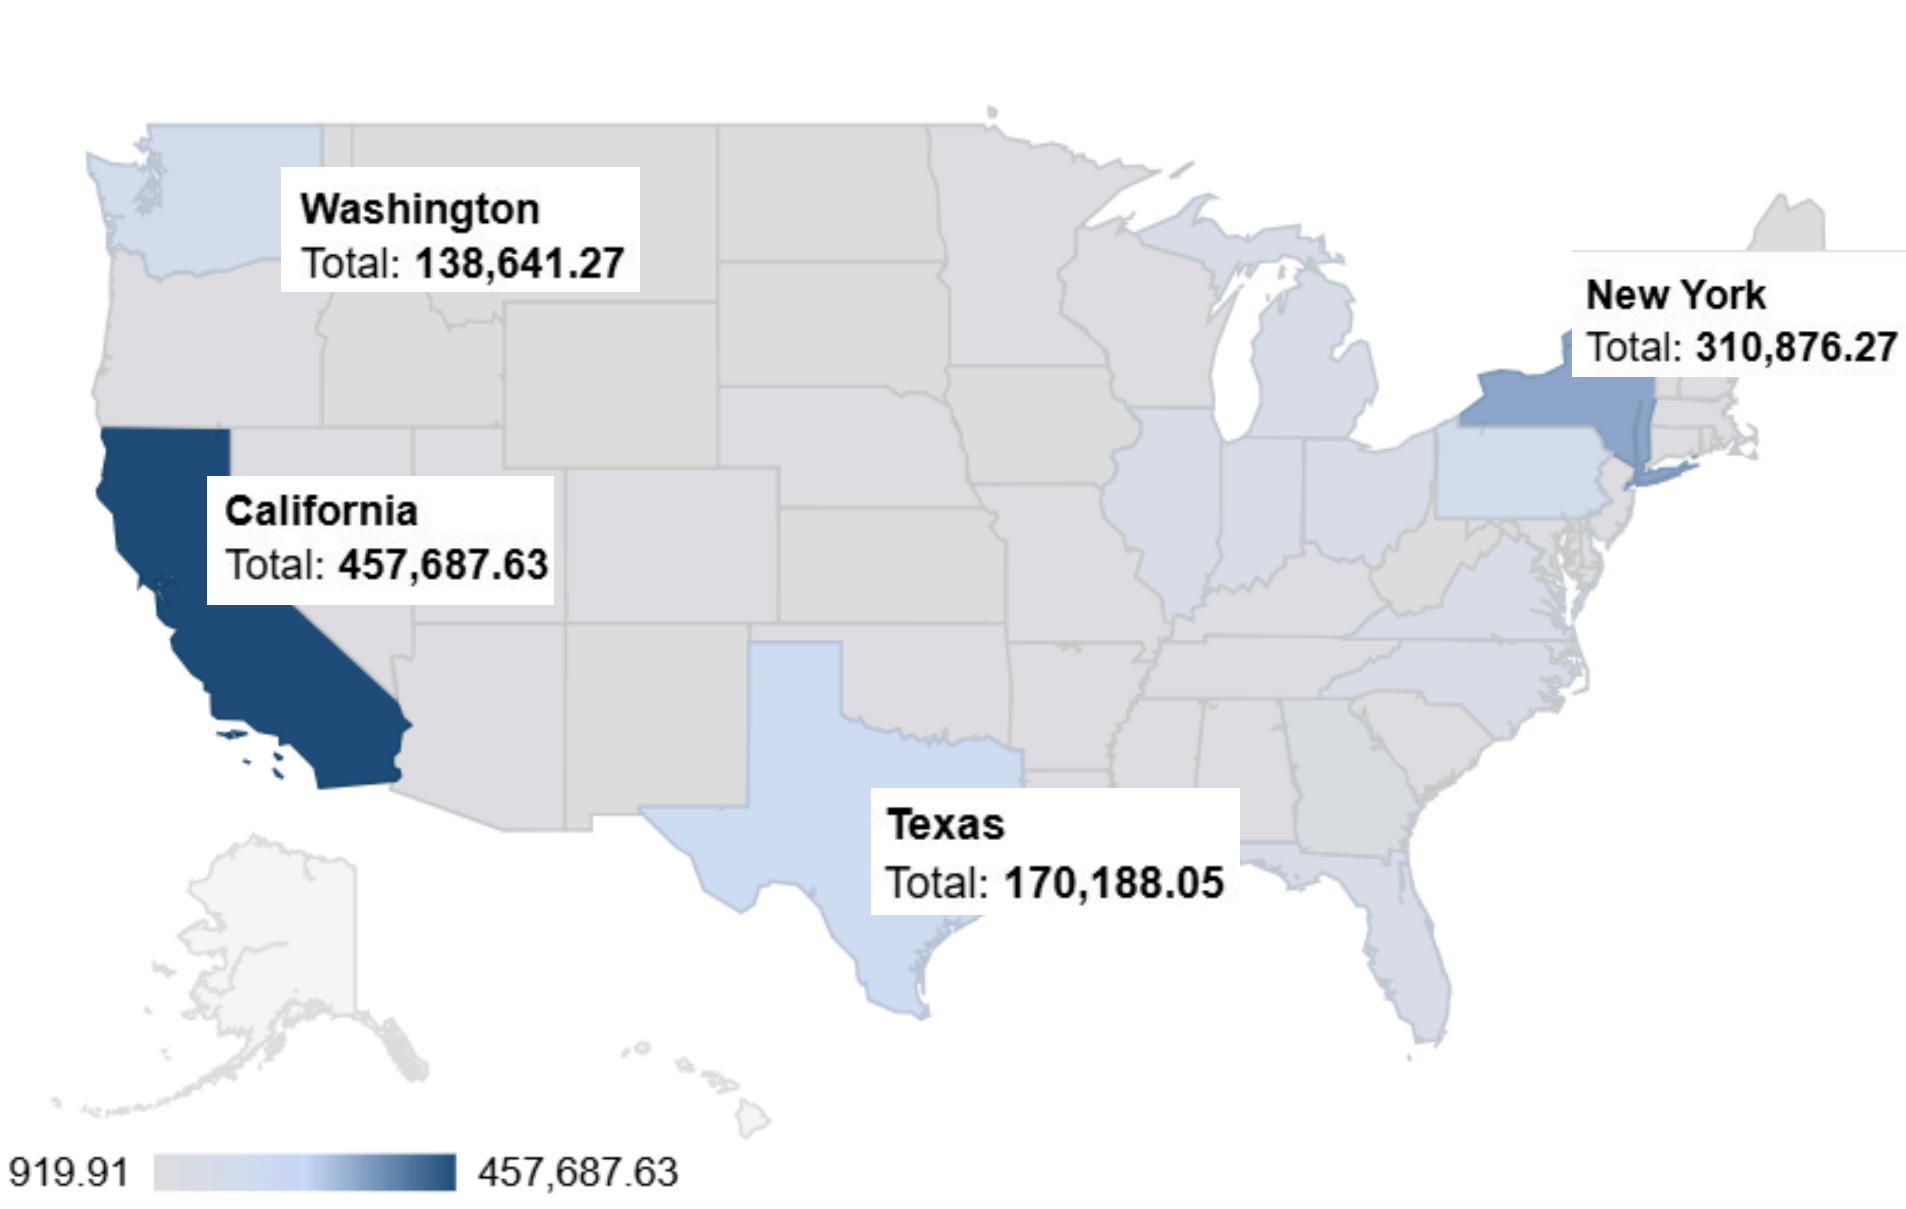 Washington
Total: 138,641.27
New York
Total: 310,876.27
California
Total: 457,687.63
Texas
Total: 170,188.05
919.91
457,687.63